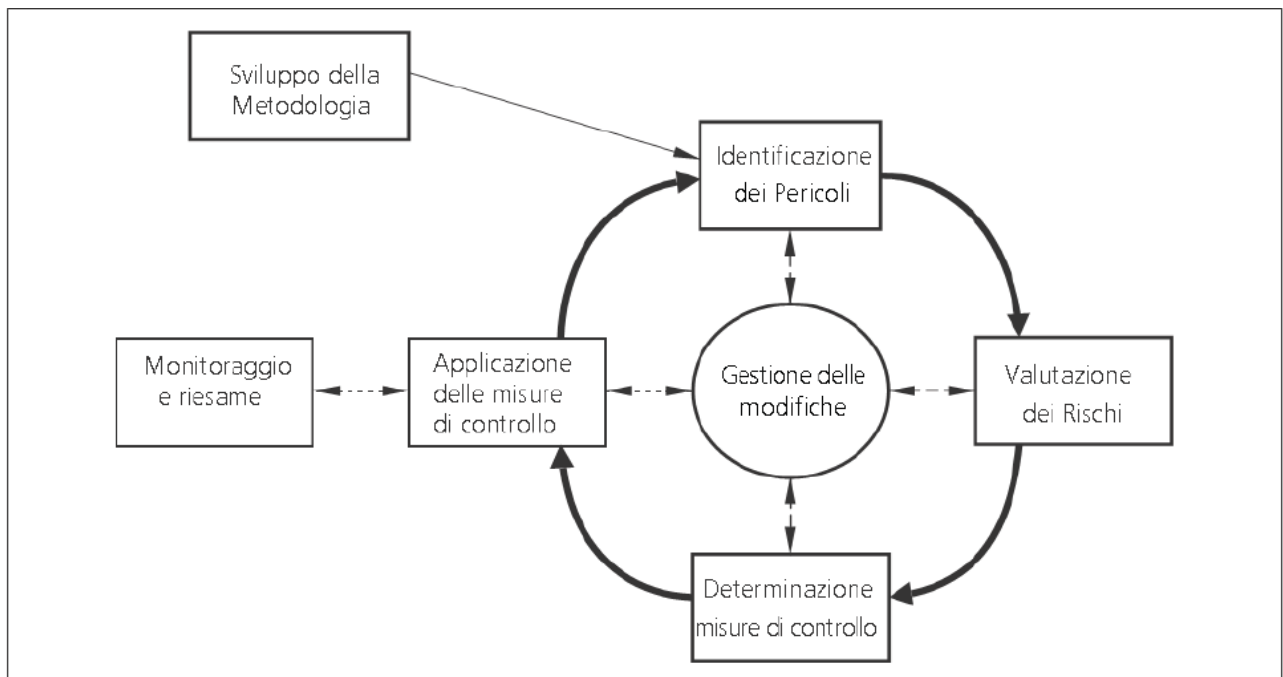 Sviluppo della
Metodologia
Identificazione
dei Pericoli
Monitoraggio
e riesame
Applicazione
delle misure
di controllo
Gestione delle
modifiche
Valutazione
dei Rischi
Determinazione
misure di controllo